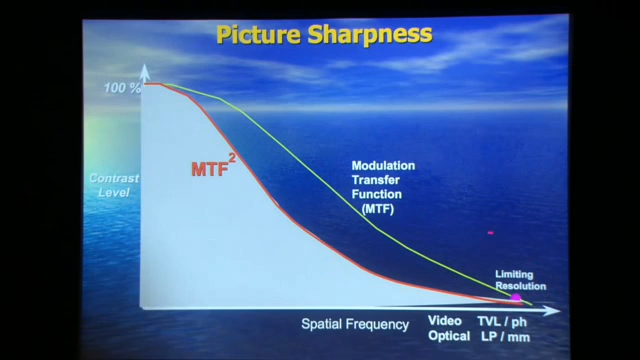 Picture Sharpness
100 %
MTF2
Modulation
Transfer
Function
(MTF)
Contrast
Level
Limiting
Resolution
Spatial Frequency
Video TVL / ph
Optical LP / mm